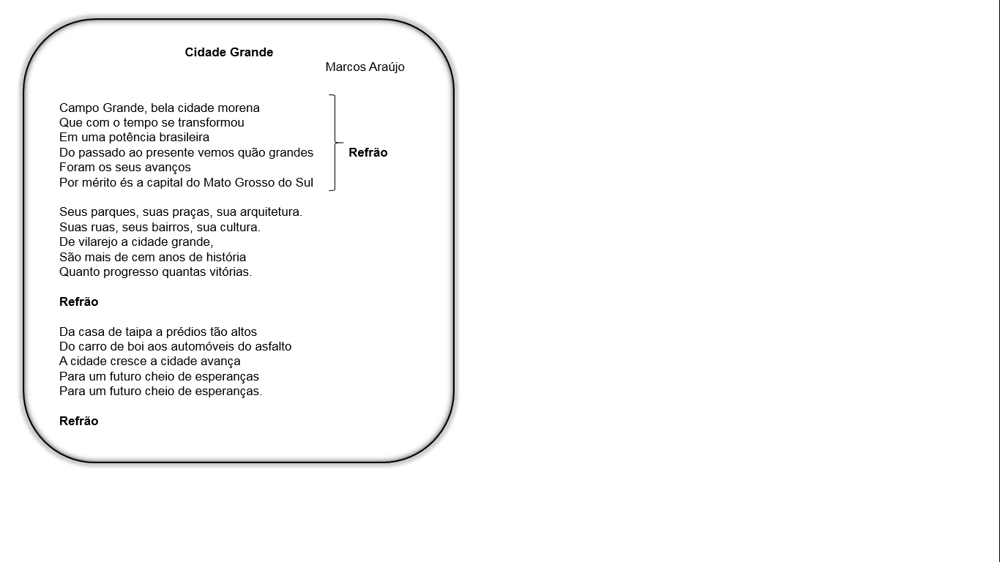 Cidade Grande
Marcos Araújo
Campo Grande, bela cidade morena
Que com o tempo se transformou
Em uma potência brasileira
Do passado ao presente vemos quão grandes
Foram os seus avanços
Por mérito és a capital do Mato Grosso do Sul
Refrão
Seus parques, suas praças, sua arquitetura.
Suas ruas, seus bairros, sua cultura.
De vilarejo a cidade grande,
São mais de cem anos de história
Quanto progresso quantas vitórias.
Refrão
Da casa de taipa a prédios tão altos
Do carro de boi aos automóveis do asfalto
A cidade cresce a cidade avança
Para um futuro cheio de esperanças
Para um futuro cheio de esperanças.
Refrão